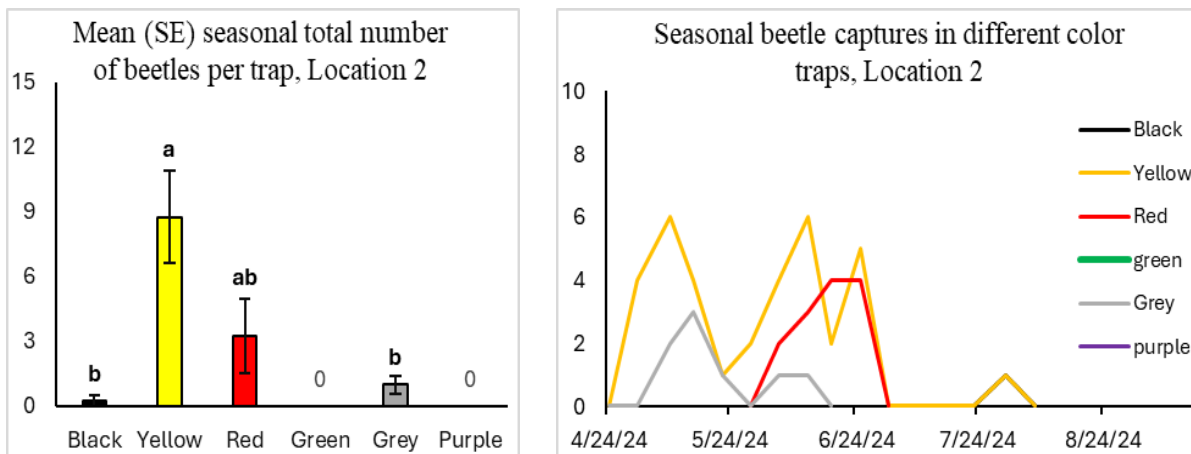 Mean (SE) seasonal total number
of beetles per trap, Location 2
15
12
9
6
3
0
b
a
ab
0
b
0
Black Yellow Red Green Grey Purple
Seasonal beetle captures in different color
traps, Location 2
10
8
6
4
2
0
4/24/24 5/24/24 6/24/24 7/24/24 8/24/24
Black
Yellow
Red
green
Grey
purple